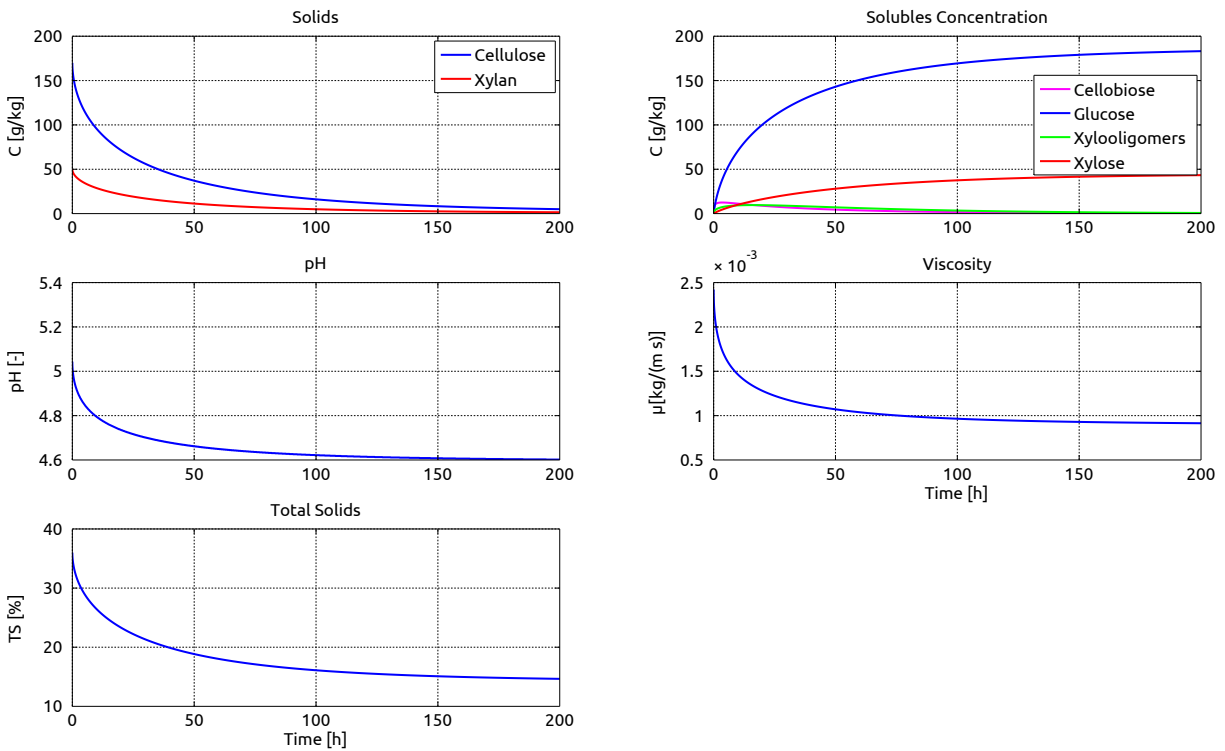 Solids
200
150
100
50
0
C [g/kg]
Cellulose
Xylan
0 50 100 150 200
Solubles Concentration
200
150
100
50
0
C [g/kg]
Cellobiose
Glucose
Xylooligomers
Xylose
0 50 100 150 200
pH
5.4
5.2
5
4.8
4.6
pH [-]
0 50 100 150 200
× 10⁻³
Viscosity
2.5
2
1.5
1
0.5
µ[kg/(m s)]
0 50 100 150 200
Time [h]
Total Solids
40
30
20
10
TS [%]
0 50 100 150 200
Time [h]